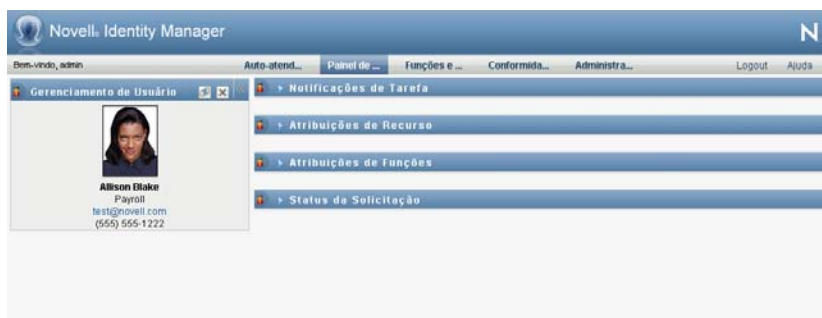 Novell® Identity Manager
N
Bem-vindo, admin
Auto-atend... Painel de ... Funções e ... Conformida... Administra... Logout Ajuda
Gerenciamento de Usuário
Allison Blake
Payroll
test@novell.com
(555) 555-1222
Notificações de Tarefa
Atribuições de Recurso
Atribuições de Funções
Status da Solicitação